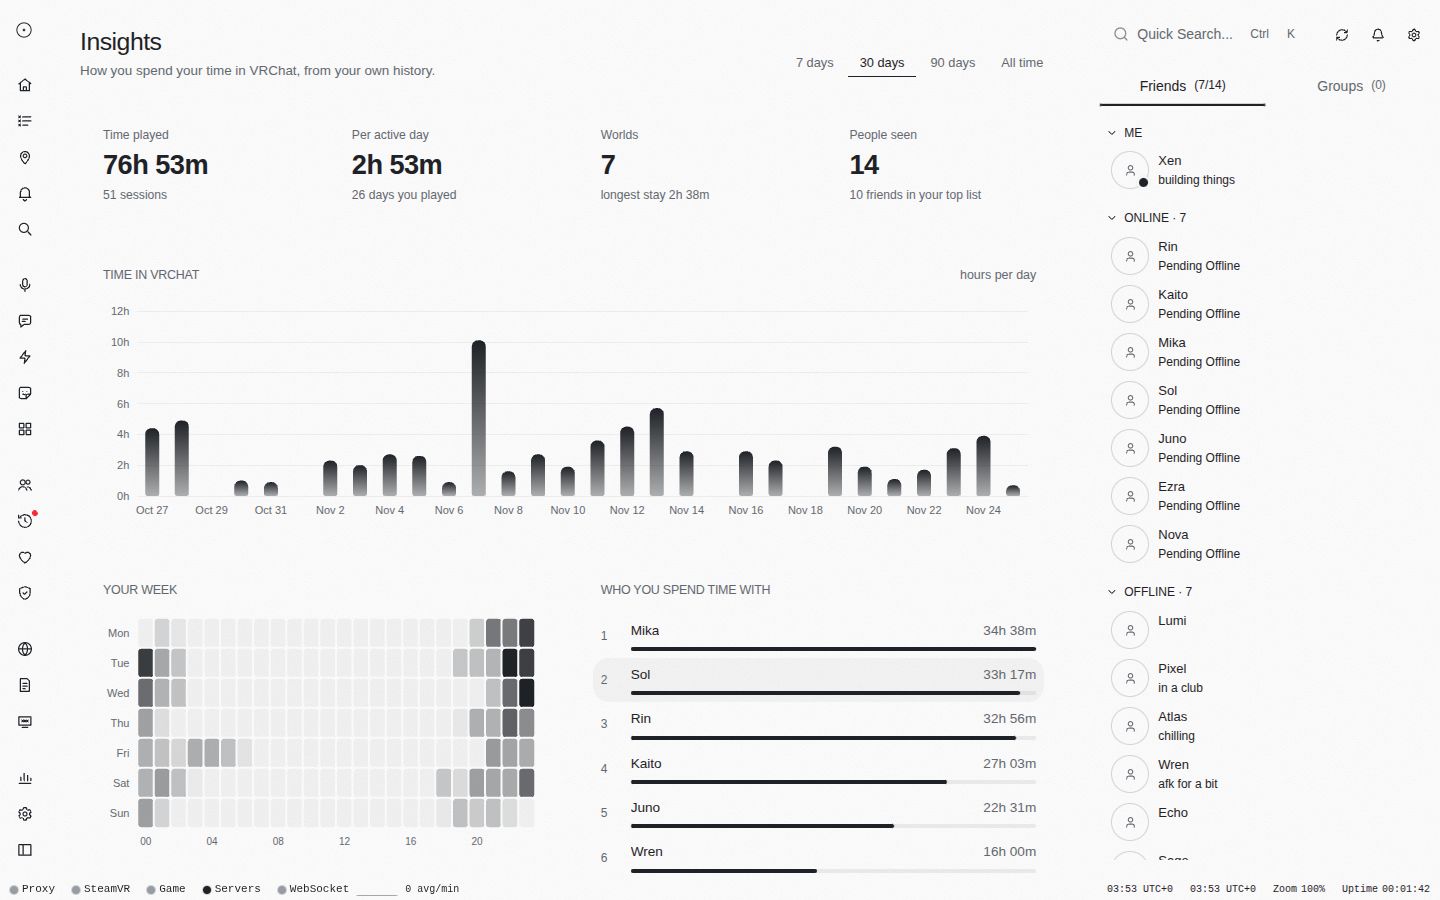 Insights
How you spend your time in VRChat, from your own history.
7 days 30 days 90 days All time
Time played
76h 53m
51 sessions
Per active day
2h 53m
26 days you played
Worlds
7
longest stay 2h 38m
People seen
14
10 friends in your top list
TIME IN VRCHAT
hours per day
12h
10h
8h
6h
4h
2h
0h
Oct 27 Oct 29 Oct 31 Nov 2 Nov 4 Nov 6 Nov 8 Nov 10 Nov 12 Nov 14 Nov 16 Nov 18 Nov 20 Nov 22 Nov 24
YOUR WEEK
Mon
Tue
Wed
Thu
Fri
Sat
Sun
00 04 08 12 16 20
WHO YOU SPEND TIME WITH
1 Mika 34h 38m
2 Sol 33h 17m
3 Rin 32h 56m
4 Kaito 27h 03m
5 Juno 22h 31m
6 Wren 16h 00m
Quick Search... Ctrl K
Friends (7/14) Groups (0)
ME
Xen
building things
ONLINE · 7
Rin
Pending Offline
Kaito
Pending Offline
Mika
Pending Offline
Sol
Pending Offline
Juno
Pending Offline
Ezra
Pending Offline
Nova
Pending Offline
OFFLINE · 7
Lumi
Pixel
in a club
Atlas
chilling
Wren
afk for a bit
Echo
Proxy SteamVR Game Servers WebSocket 0 avg/min
03:53 UTC+0 03:53 UTC+0 Zoom 100% Uptime 00:01:42